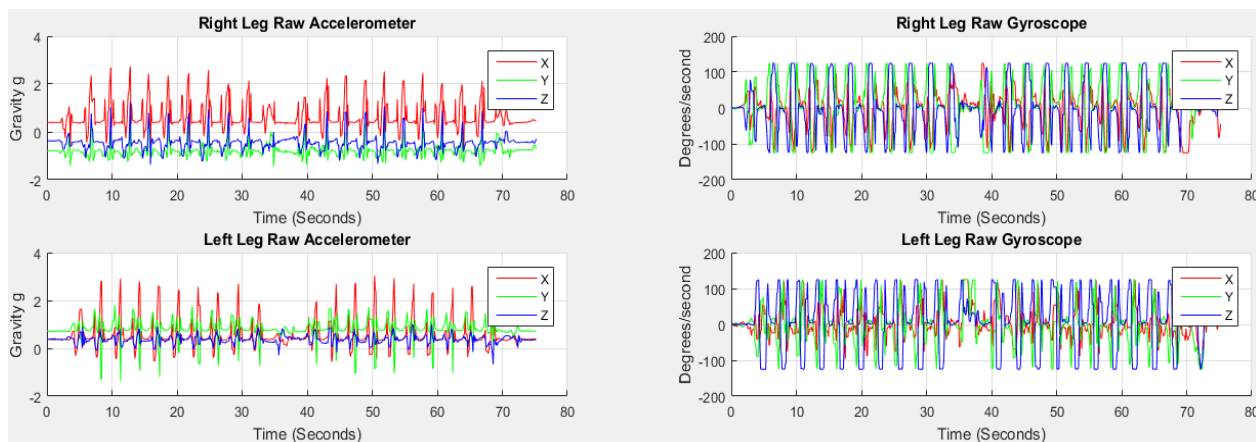 Right Leg Raw Accelerometer
Gravity g
4
2
0
-2
0 10 20 30 40 50 60 70 80
Time (Seconds)
X
Y
Z
Right Leg Raw Gyroscope
Degrees/second
200
100
0
-100
-200
0 10 20 30 40 50 60 70 80
Time (Seconds)
X
Y
Z
Left Leg Raw Accelerometer
Gravity g
4
2
0
-2
0 10 20 30 40 50 60 70 80
Time (Seconds)
X
Y
Z
Left Leg Raw Gyroscope
Degrees/second
200
100
0
-100
-200
0 10 20 30 40 50 60 70 80
Time (Seconds)
X
Y
Z